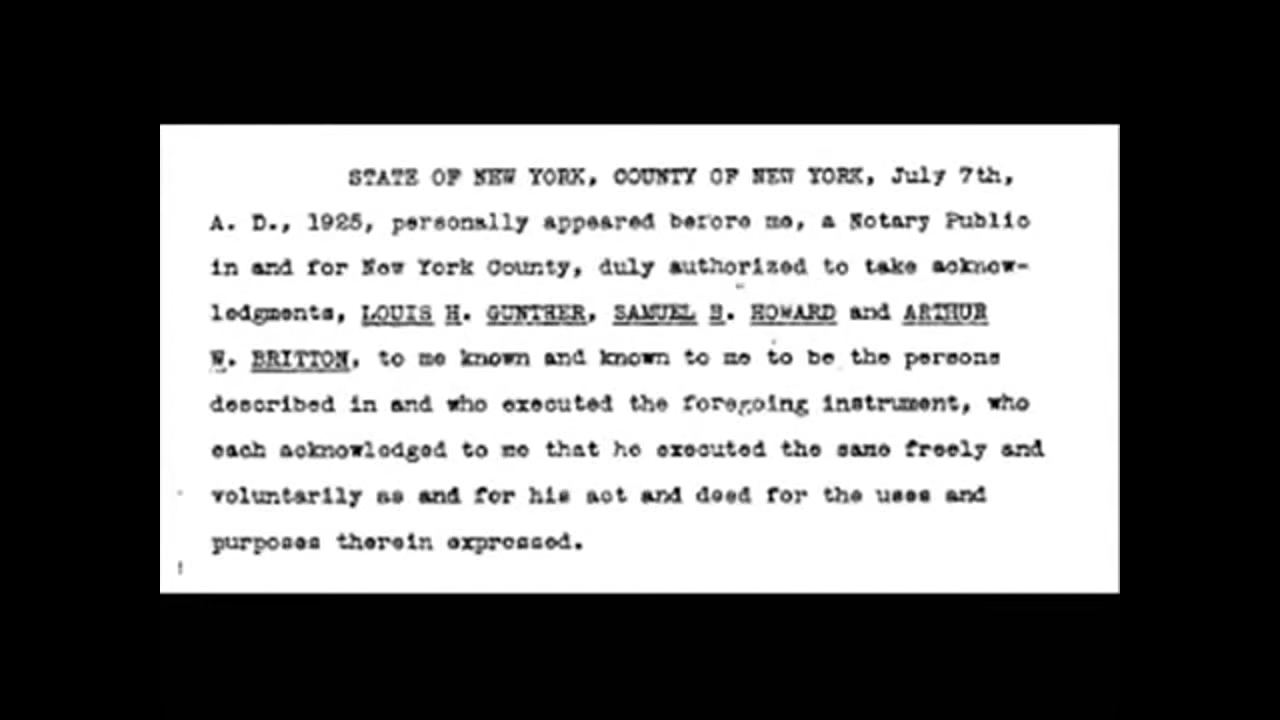 STATE OF NEW YORK, COUNTY OF NEW YORK, July 7th,
A. D., 1925, personally appeared before me, a Notary Public
in and for New York County, duly authorized to take acknow-
ledgments, LOUIS H. GUNTHER, SAMUEL B. HOWARD and ARTHUR
W. BRITTON, to me known and known to me to be the persons
described in and who executed the foregoing instrument, who
each acknowledged to me that he executed the same freely and
voluntarily as and for his act and deed for the uses and
purposes therein expressed.